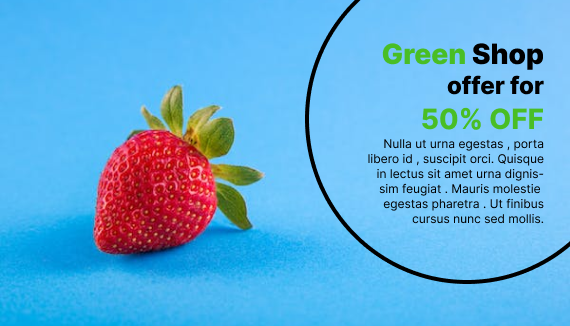 Green Shop
offer for
50% OFF
Nulla ut urna egestas , porta
libero id , suscipit orci. Quisque
in lectus sit amet urna dignis-
sim feugiat . Mauris molestie
egestas pharetra . Ut finibus
cursus nunc sed mollis.